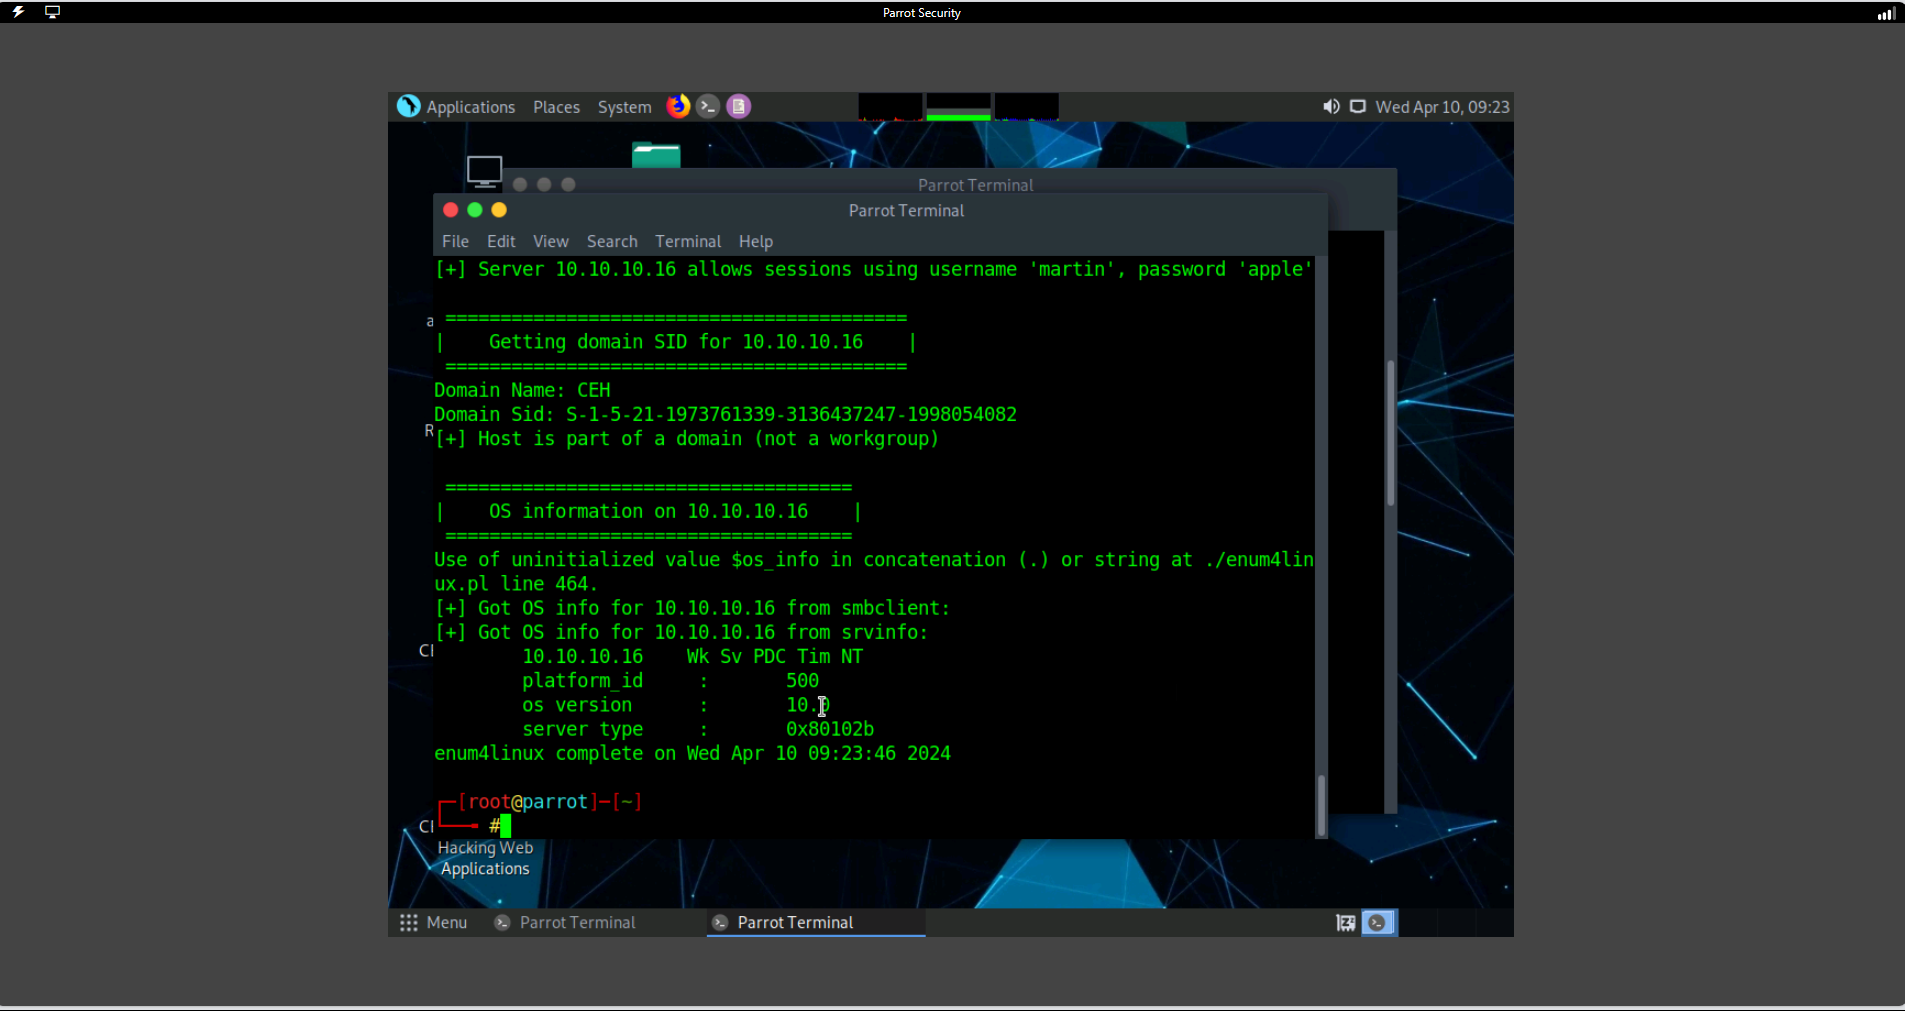 Parrot Security
Applications Places System Wed Apr 10, 09:23
Parrot Terminal
Parrot Terminal
File Edit View Search Terminal Help
[+] Server 10.10.10.16 allows sessions using username 'martin', password 'apple'
==========================================
| Getting domain SID for 10.10.10.16 |
==========================================
Domain Name: CEH
Domain Sid: S-1-5-21-1973761339-3136437247-1998054082
[+] Host is part of a domain (not a workgroup)
=====================================
| OS information on 10.10.10.16 |
=====================================
Use of uninitialized value $os_info in concatenation (.) or string at ./enum4lin
ux.pl line 464.
[+] Got OS info for 10.10.10.16 from smbclient:
[+] Got OS info for 10.10.10.16 from srvinfo:
10.10.10.16 Wk Sv PDC Tim NT
platform_id : 500
os version : 10.0
server type : 0x80102b
enum4linux complete on Wed Apr 10 09:23:46 2024
┌─[root@parrot]─[~]
└──╼ #
Hacking Web
Applications
Menu Parrot Terminal Parrot Terminal